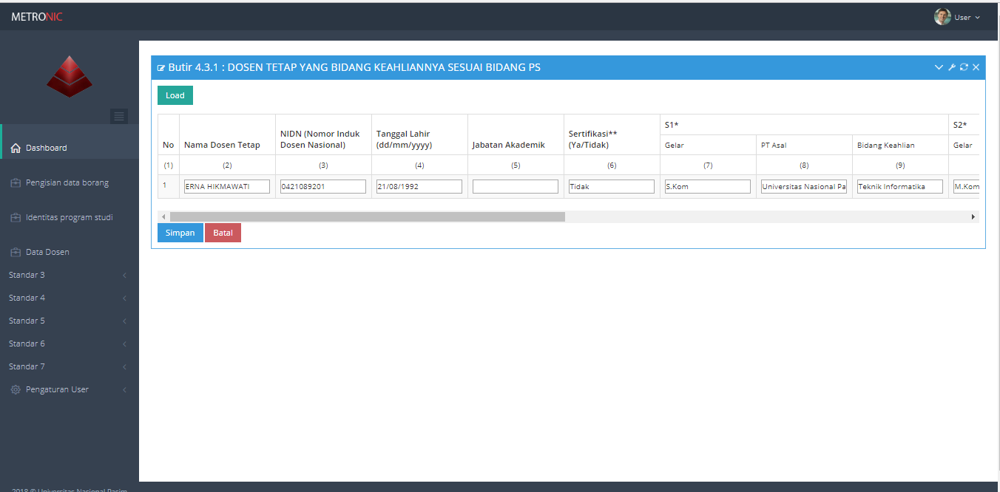 METRONIC
User
Dashboard
Pengisian data borang
Identitas program studi
Data Dosen
Standar 3
Standar 4
Standar 5
Standar 6
Standar 7
Pengaturan User
Butir 4.3.1 : DOSEN TETAP YANG BIDANG KEAHLIANNYA SESUAI BIDANG PS
Load
No
Nama Dosen Tetap
NIDN (Nomor Induk
Dosen Nasional)
Tanggal Lahir
(dd/mm/yyyy)
Jabatan Akademik
Sertifikasi**
(Ya/Tidak)
S1*
S2*
Gelar
PT Asal
Bidang Keahlian
Gelar
(1) (2) (3) (4) (5) (6) (7) (8) (9)
1 ERNA HIKMAWATI 0421089201 21/08/1992 Tidak S.Kom Universitas Nasional Pa Teknik Informatika M.Kom
Simpan Batal
2018 © Universitas Nasional Pasim